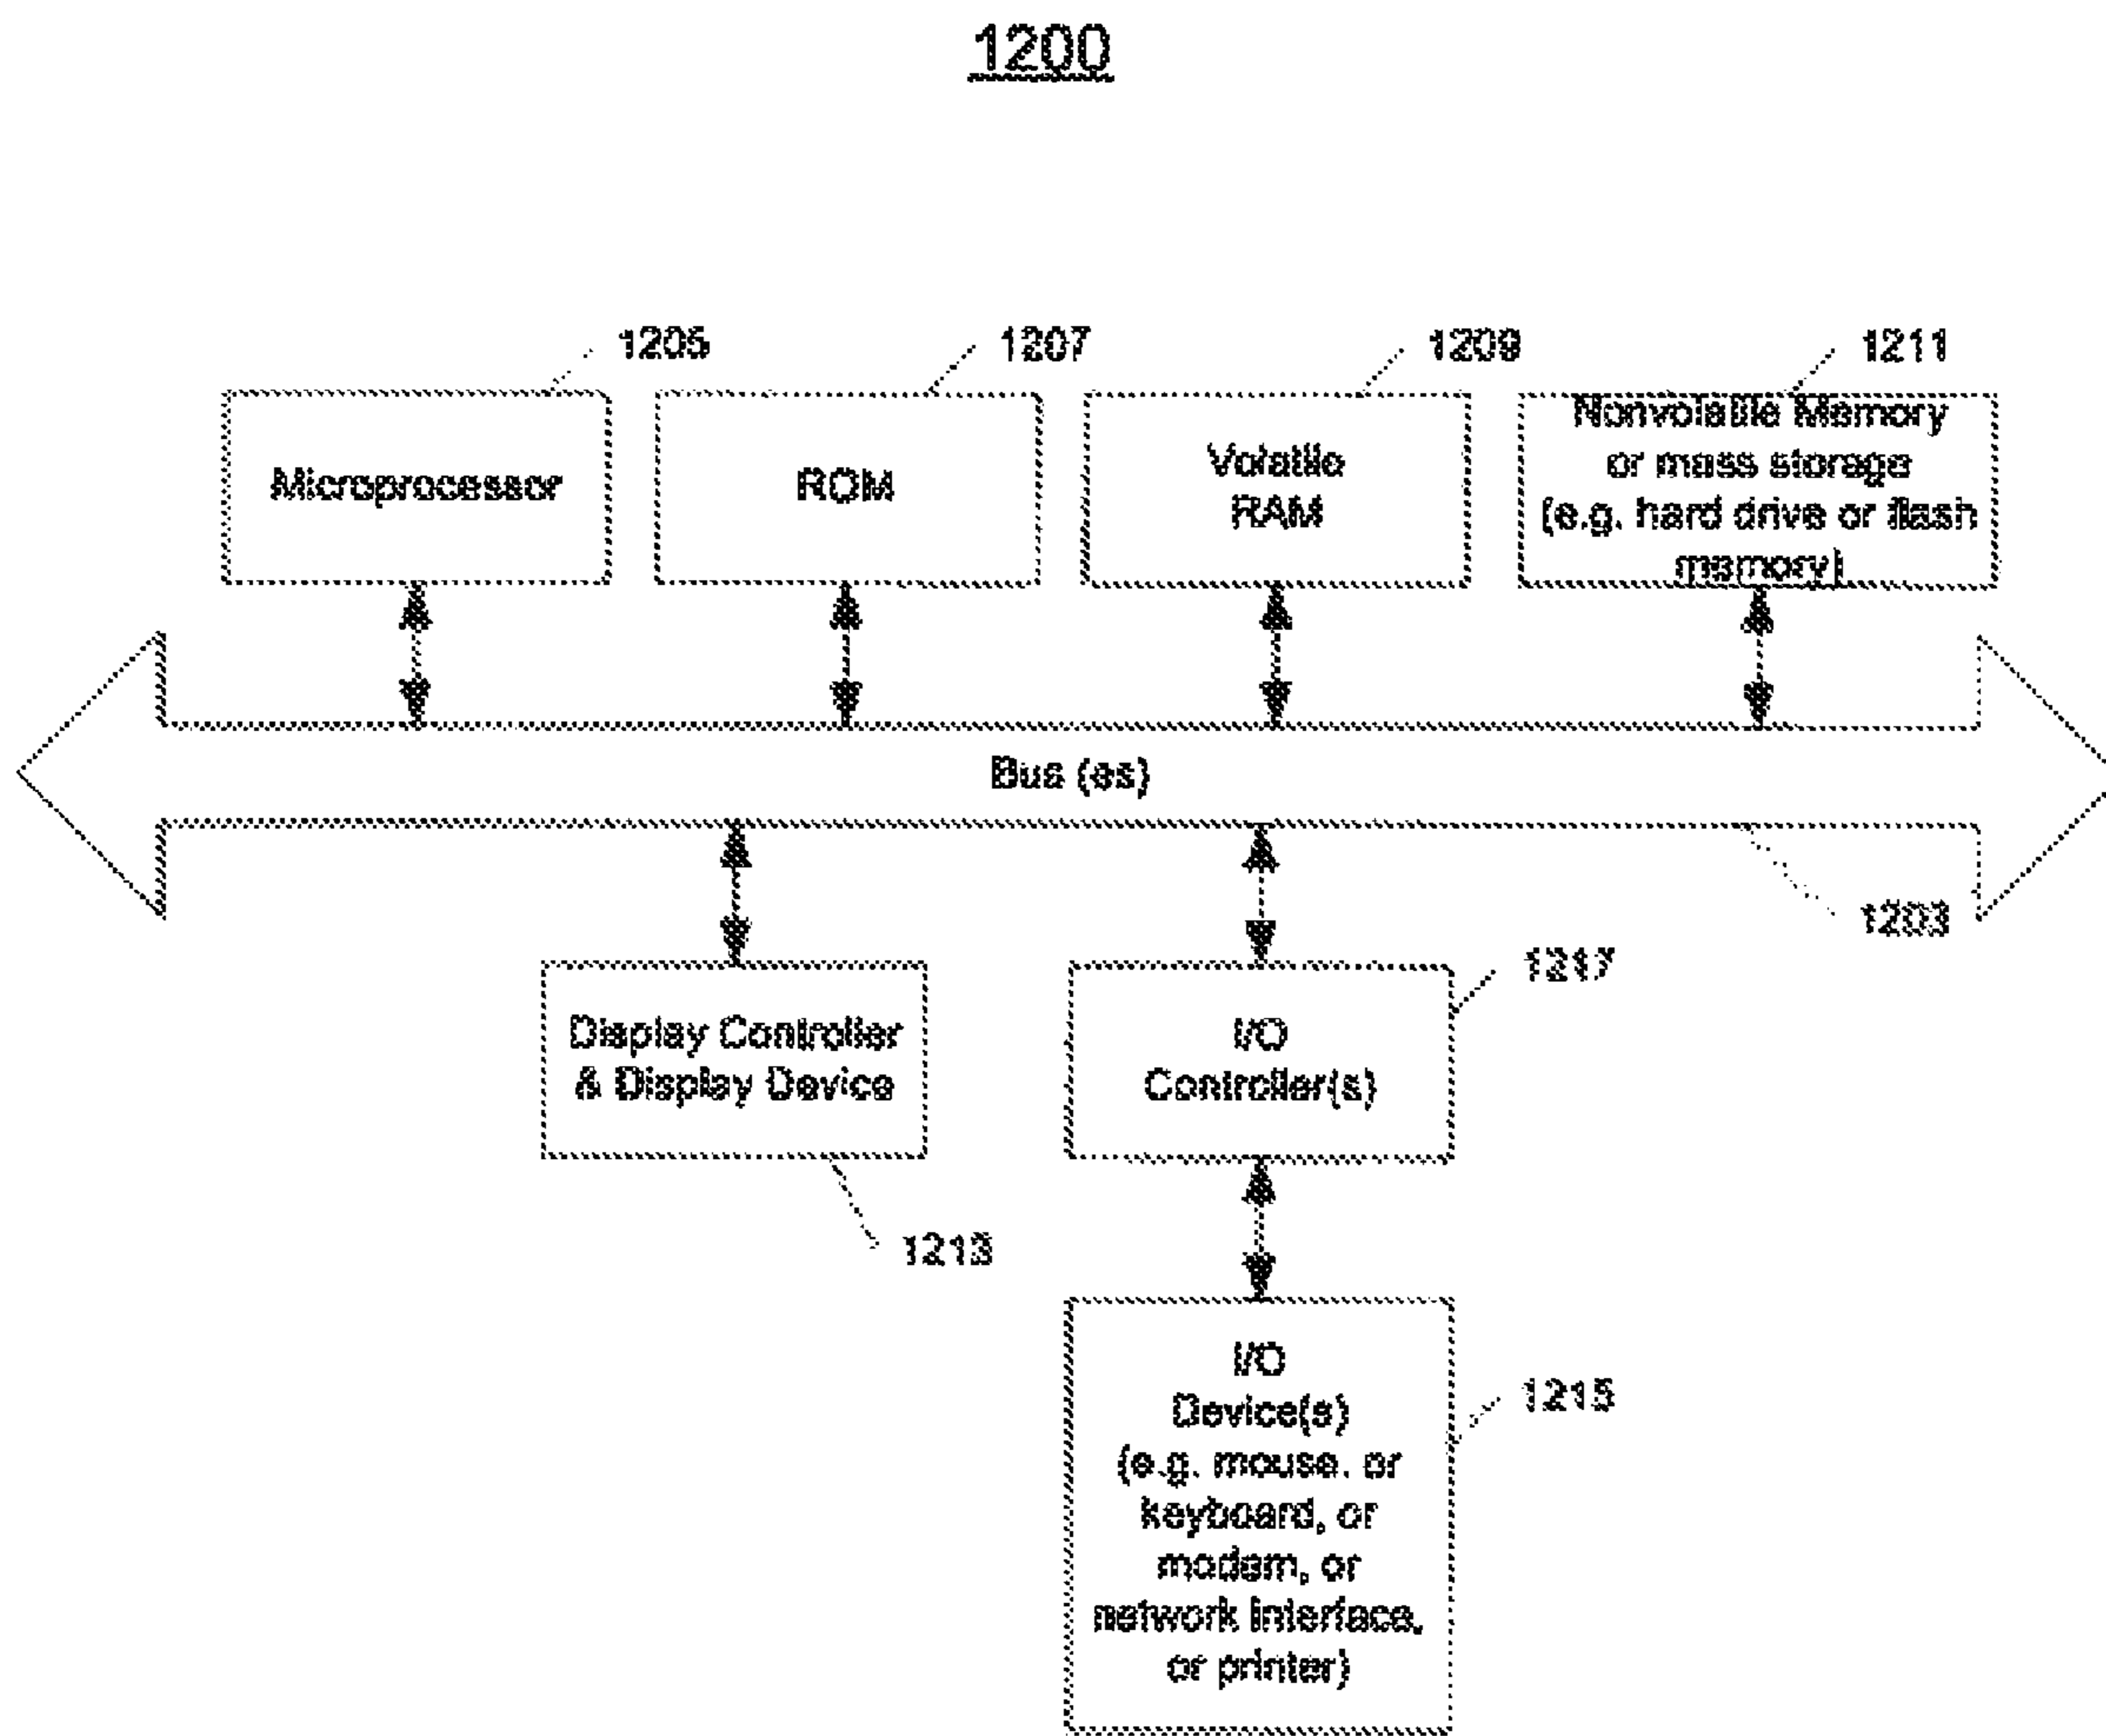 1200
1205
1207
1209
1211
Microprocessor
ROM
Volatile
RAM
Nonvolatile Memory
or mass storage
(e.g. hard drive or flash
memory)
Bus (es)
1203
1217
Display Controller
& Display Device
I/O
Controller(s)
1213
I/O
Device(s)
(e.g. mouse. or
keyboard, or
modem, or
network interface,
or printer)
1215